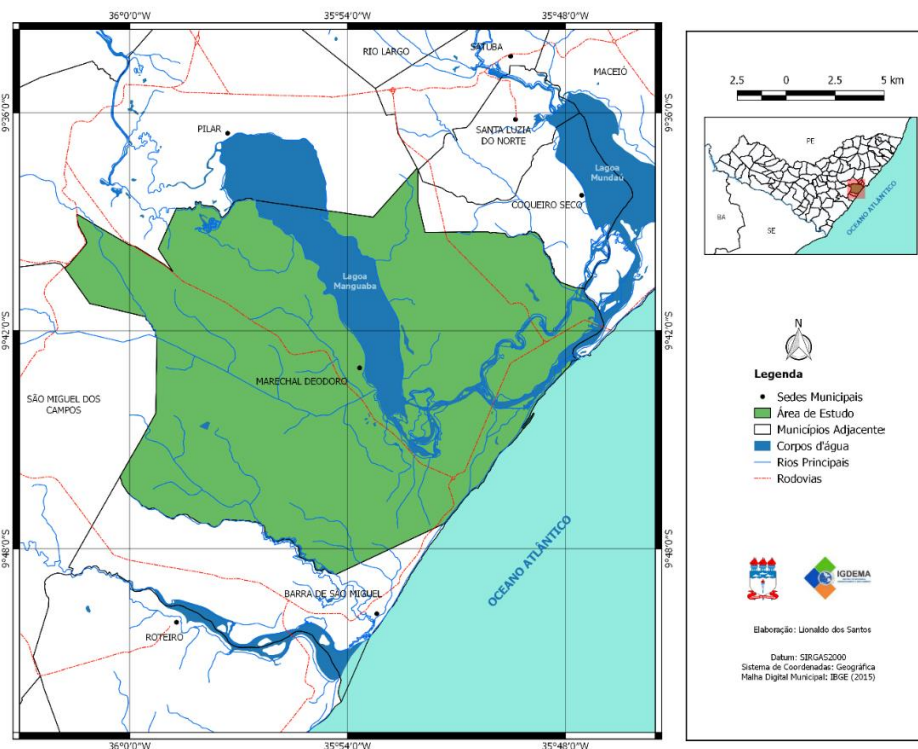 36°0'0"W
35°54'0"W
35°48'0"W
RIO LARGO
SATUBA
MACEIÓ
9°36'0"S
9°36'0"S
PILAR
SANTA LUZIA
DO NORTE
Lagoa
Mundaú
COQUEIRO SECO
Lagoa
Manguaba
9°42'0"S
9°42'0"S
MARECHAL DEODORO
SÃO MIGUEL DOS
CAMPOS
9°48'0"S
9°48'0"S
OCEANO ATLÂNTICO
BARRA DE SÃO MIGUEL
ROTEIRO
36°0'0"W
35°54'0"W
35°48'0"W
2.5 0 2.5 5 km
PE
BA
SE
OCEANO ATLÂNTICO
N
Legenda
Sedes Municipais
Área de Estudo
Municípios Adjacente
Corpos d'água
Rios Principais
Rodovias
IGDEMA
Elaboração: Lionaldo dos Santos
Datum: SIRGAS2000
Sistema de Coordenadas: Geográfica
Malha Digital Municipal: IBGE (2015)